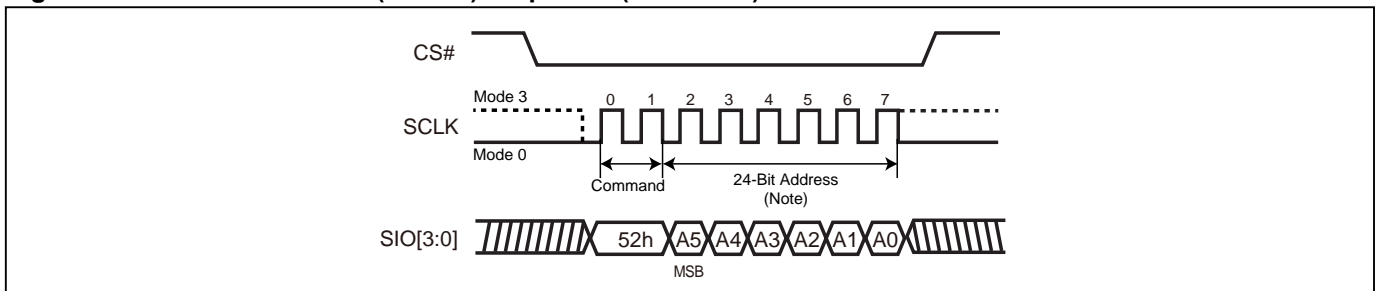 CS#
Mode 3
0 1 2 3 4 5 6 7
SCLK
Mode 0
Command
24-Bit Address
(Note)
SIO[3:0]
52h A5 A4 A3 A2 A1 A0
MSB